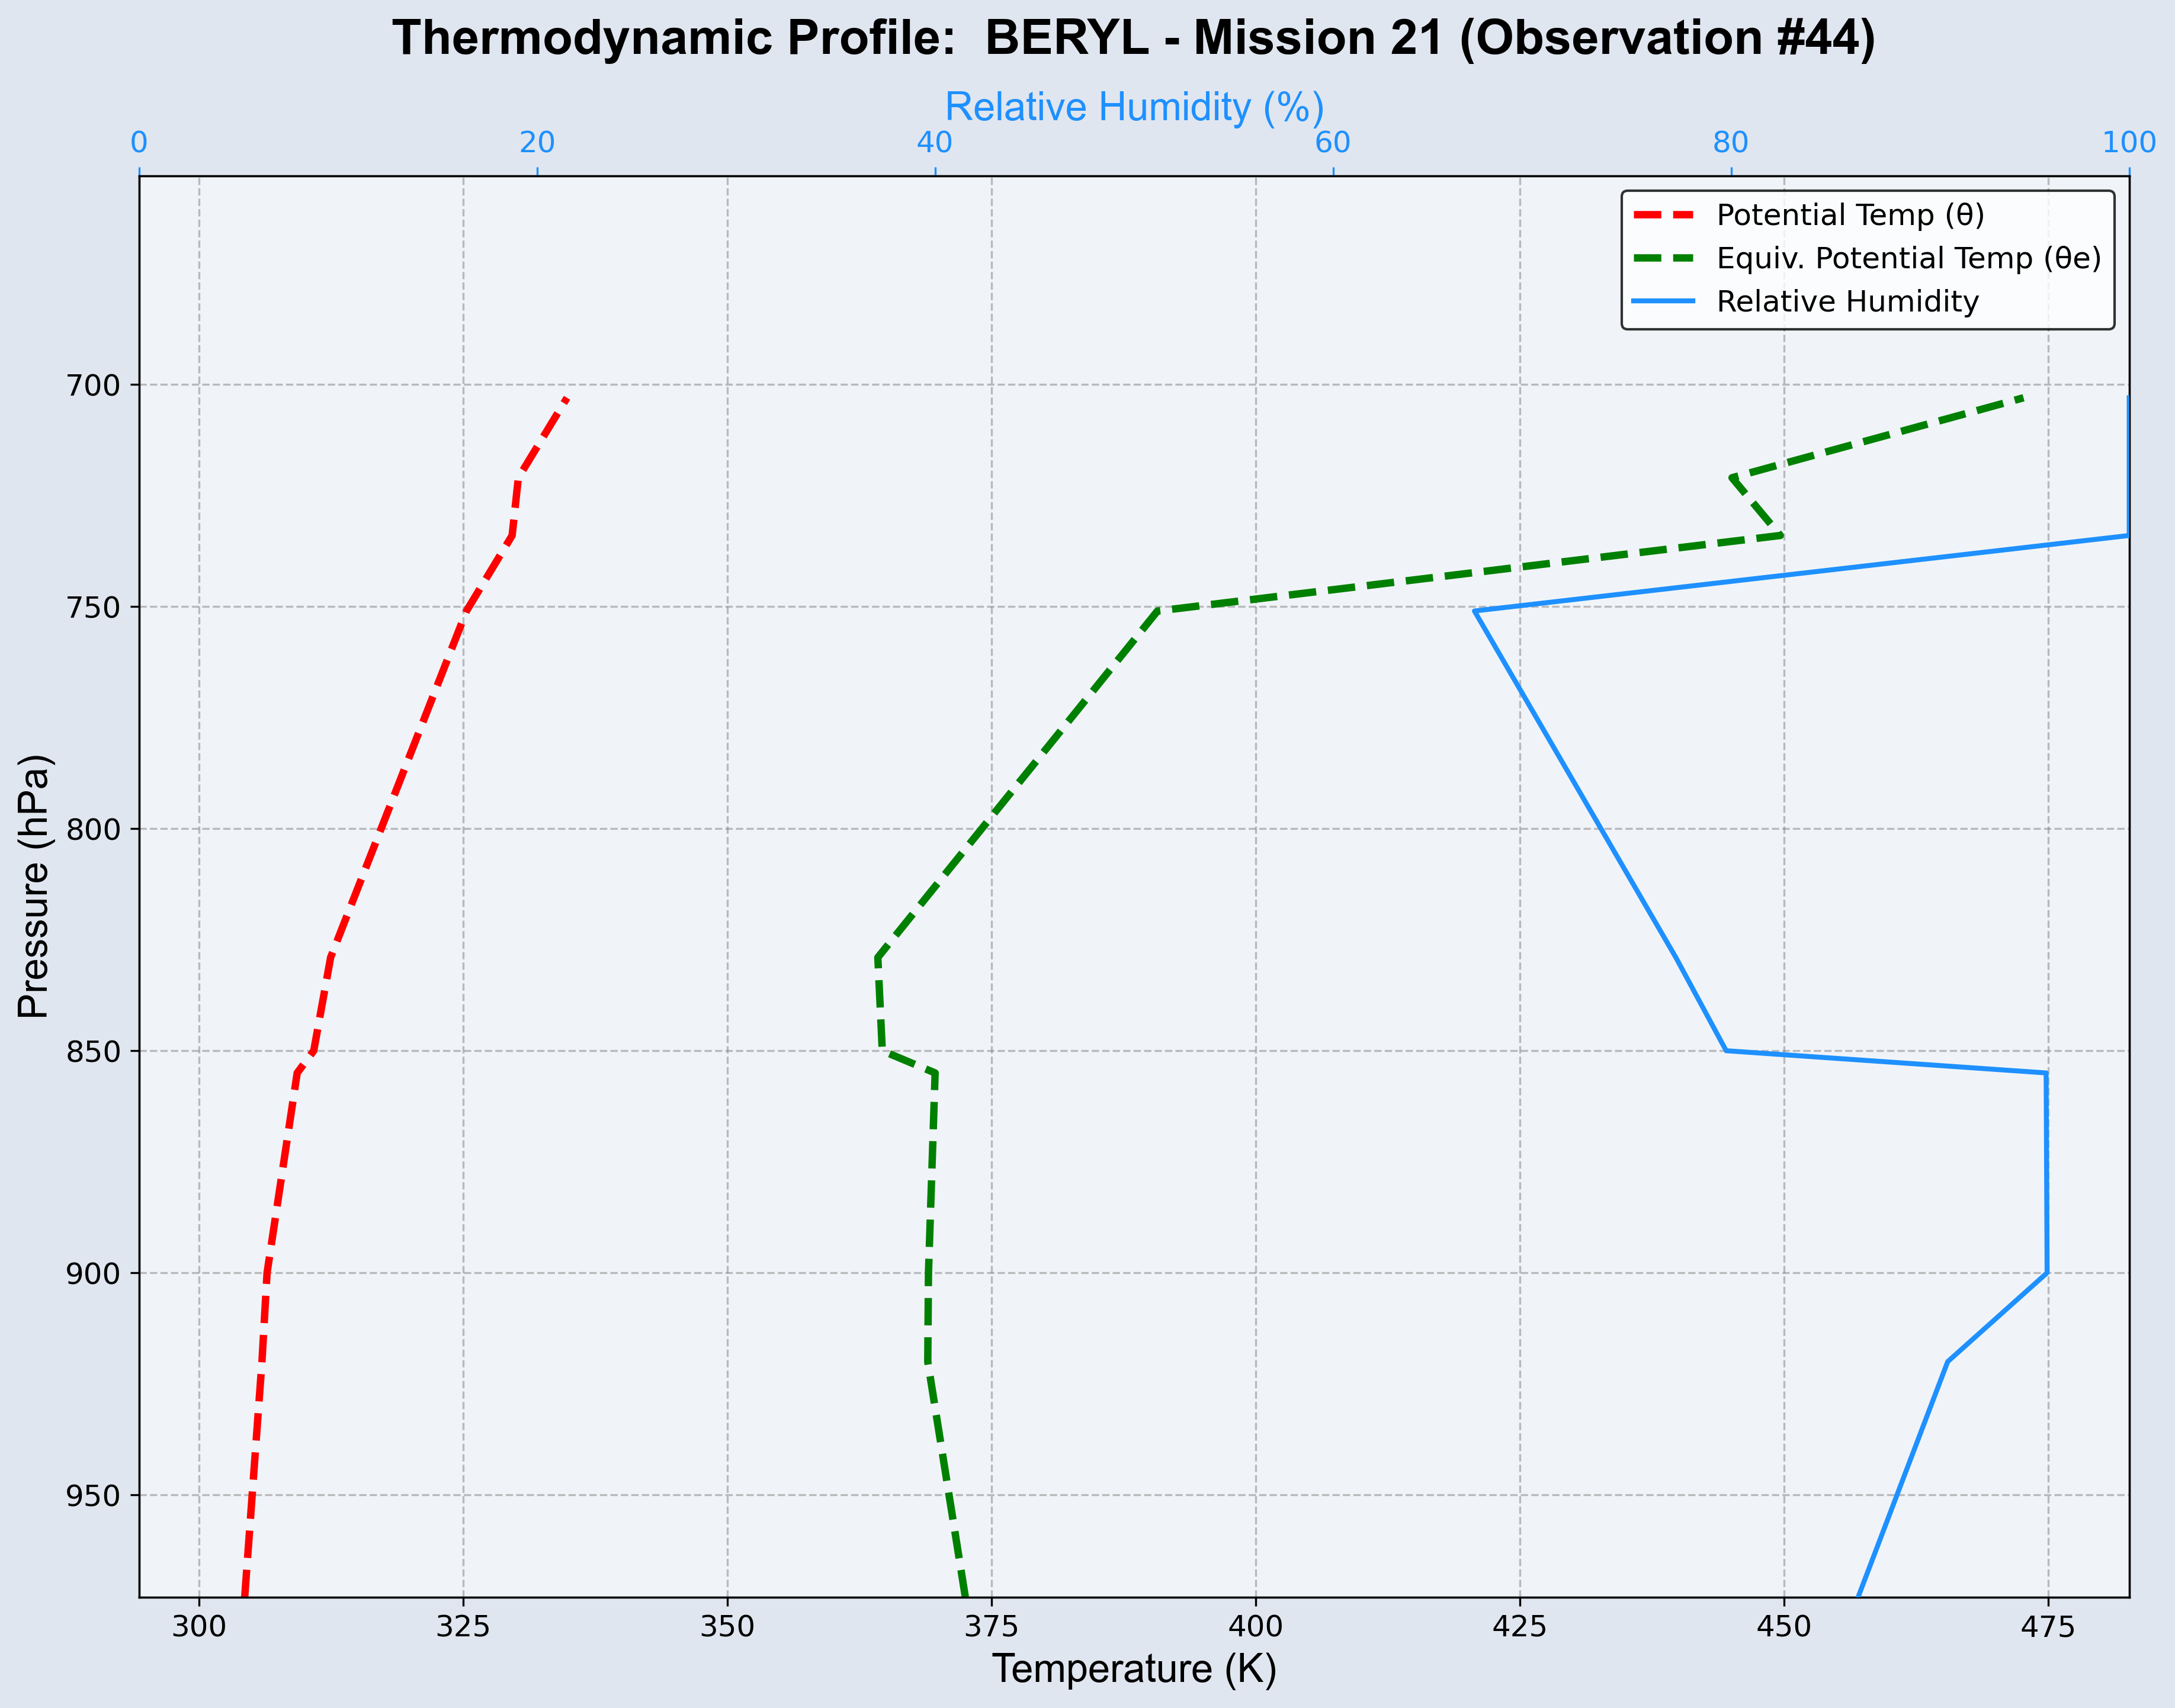 Thermodynamic Profile:  BERYL - Mission 21 (Observation #44)
Relative Humidity (%)
0 20 40 60 80 100
Potential Temp (θ)
Equiv. Potential Temp (θe)
Relative Humidity
Pressure (hPa)
700
750
800
850
900
950
300 325 350 375 400 425 450 475
Temperature (K)